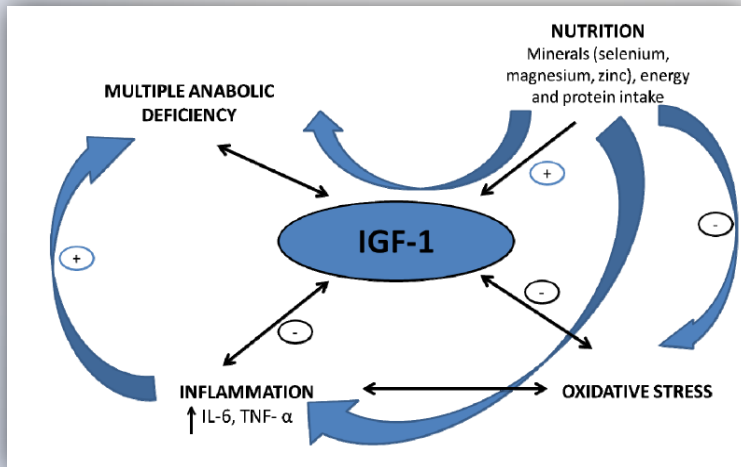 NUTRITION
Minerals (selenium,
magnesium, zinc), energy
and protein intake
MULTIPLE ANABOLIC
DEFICIENCY
+
-
IGF-1
+
-
-
INFLAMMATION
↑ IL-6, TNF- α
OXIDATIVE STRESS